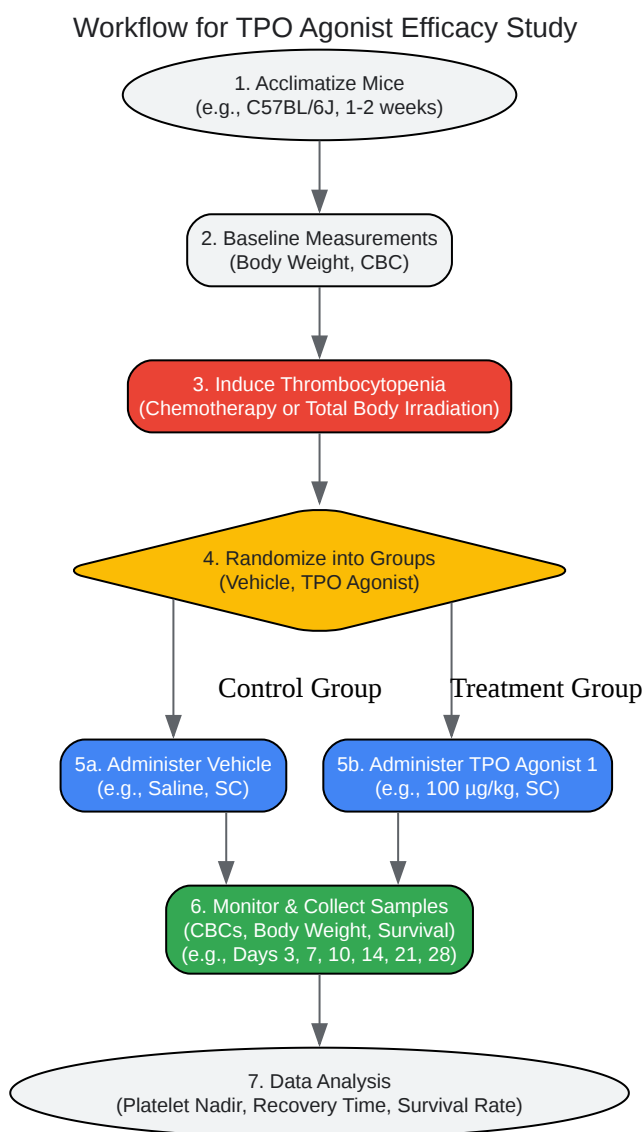 Workflow for TPO Agonist Efficacy Study
1. Acclimatize Mice
(e.g., C57BL/6J, 1-2 weeks)
2. Baseline Measurements
(Body Weight, CBC)
3. Induce Thrombocytopenia
(Chemotherapy or Total Body Irradiation)
4. Randomize into Groups
(Vehicle, TPO Agonist)
Control Group
Treatment Group
5a. Administer Vehicle
(e.g., Saline, SC)
5b. Administer TPO Agonist 1
(e.g., 100 µg/kg, SC)
6. Monitor & Collect Samples
(CBCs, Body Weight, Survival)
(e.g., Days 3, 7, 10, 14, 21, 28)
7. Data Analysis
(Platelet Nadir, Recovery Time, Survival Rate)